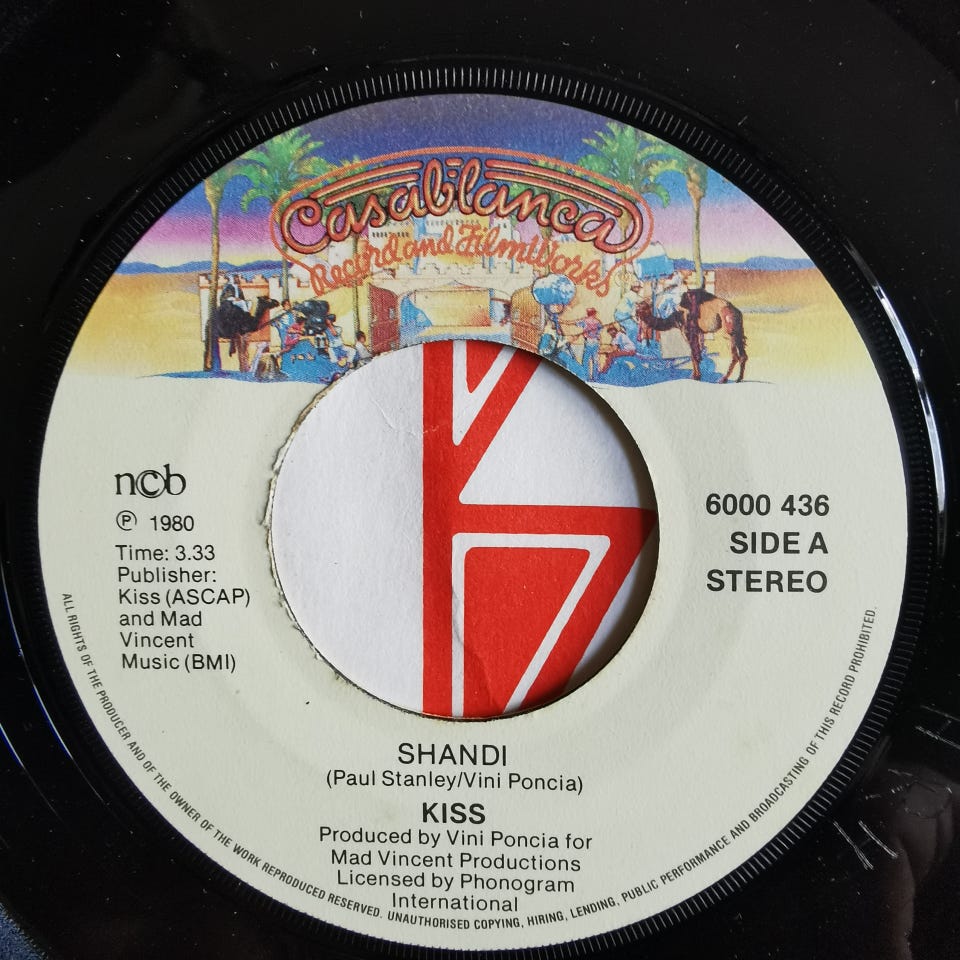 Casablanca
Record and FilmWorks
ncb
℗ 1980
Time: 3.33
Publisher:
Kiss (ASCAP)
and Mad
Vincent
Music (BMI)
6000 436
SIDE A
STEREO
SHANDI
(Paul Stanley/Vini Poncia)
KISS
Produced by Vini Poncia for
Mad Vincent Productions
Licensed by Phonogram
International
ALL RIGHTS OF THE PRODUCER AND OF THE OWNER OF THE WORK REPRODUCED RESERVED. UNAUTHORISED COPYING, HIRING, LENDING, PUBLIC PERFORMANCE AND BROADCASTING OF THIS RECORD PROHIBITED.